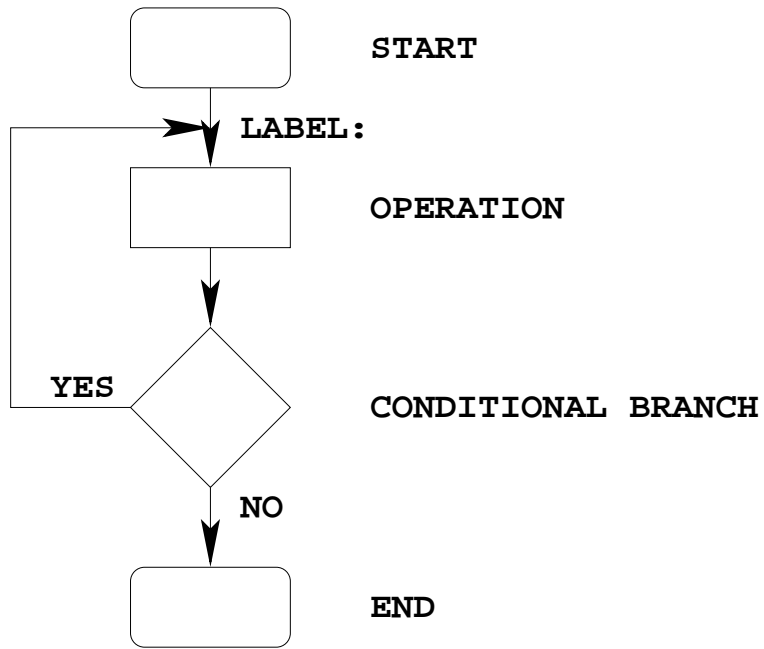 START
LABEL:
OPERATION
YES
CONDITIONAL BRANCH
NO
END